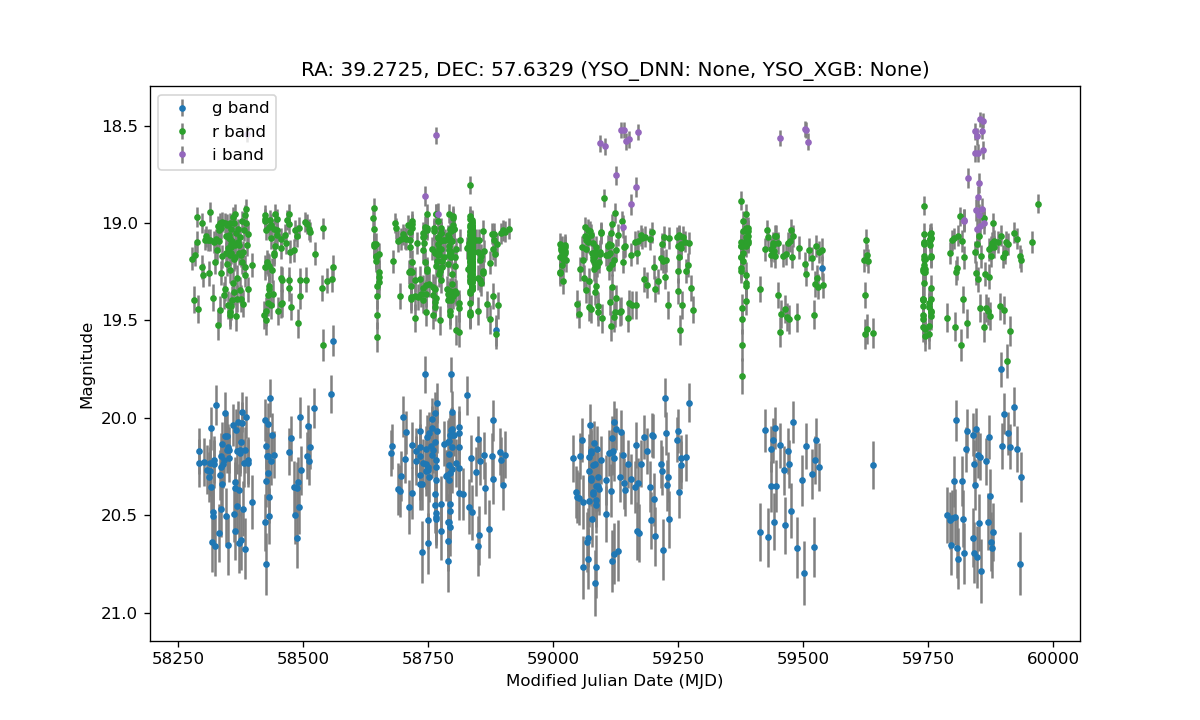 RA: 39.2725, DEC: 57.6329 (YSO_DNN: None, YSO_XGB: None)
g band
r band
i band
18.5
19.0
19.5
20.0
20.5
21.0
Magnitude
58250 58500 58750 59000 59250 59500 59750 60000
Modified Julian Date (MJD)